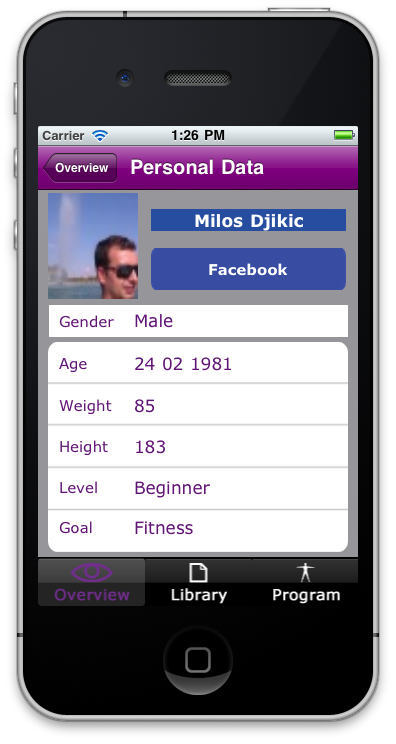 Carrier 1:26 PM
Overview Personal Data
Milos Djikic
Facebook
Gender Male
Age 24 02 1981
Weight 85
Height 183
Level Beginner
Goal Fitness
Overview Library Program